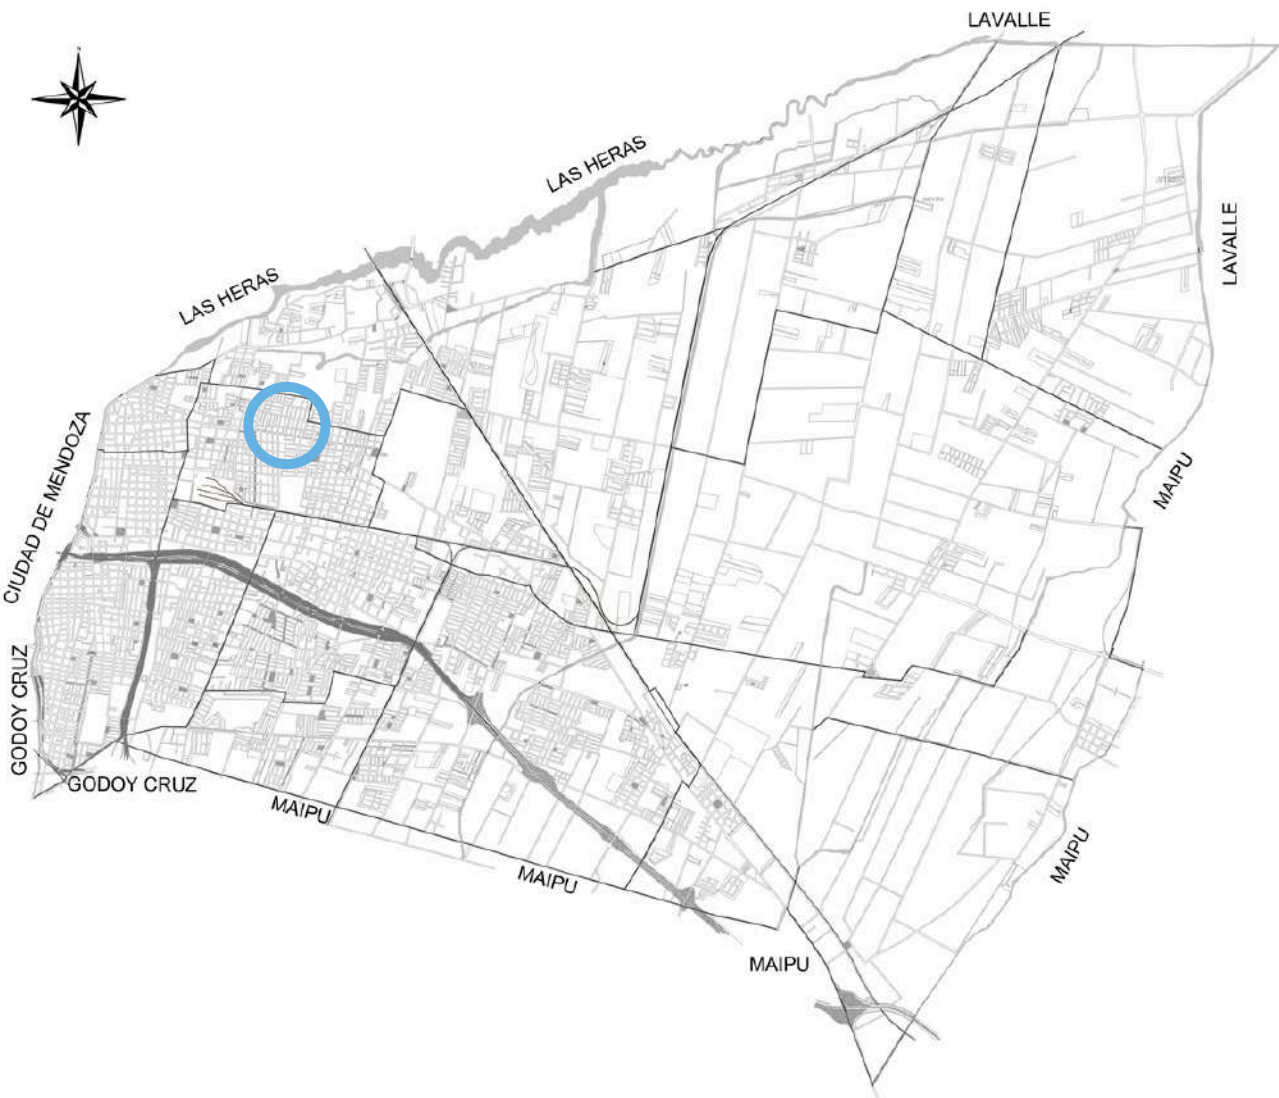 LAVALLE
N
LAS HERAS
LAS HERAS
LAVALLE
CIUDAD DE MENDOZA
MAIPU
GODOY CRUZ
GODOY CRUZ
MAIPU
MAIPU
MAIPU
MAIPU